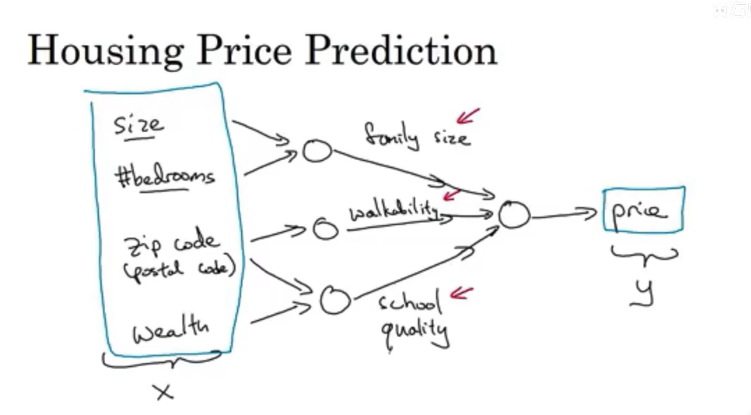 Housing Price Prediction
size
#bedrooms
zip code
(postal code)
wealth
x
family size
walkability
school
quality
price
y